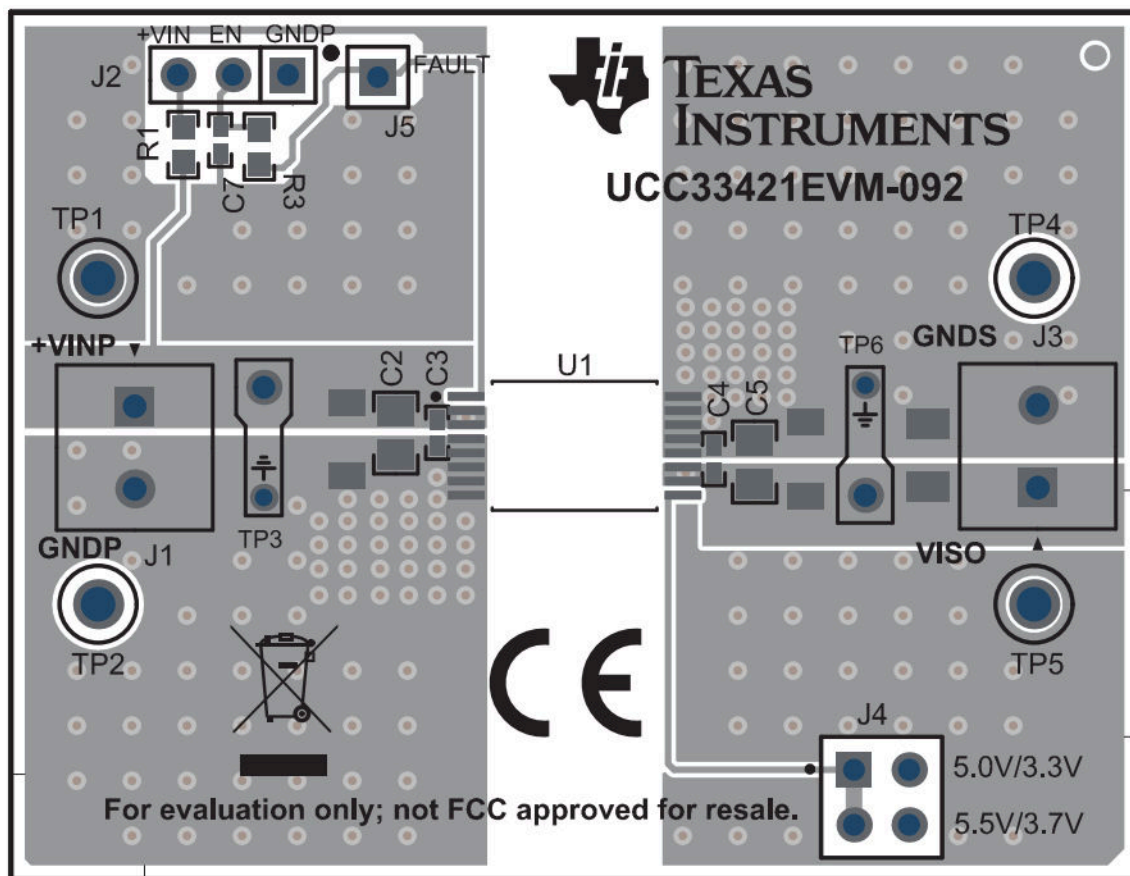 +VIN EN GNDP
J2
FAULT
J5
R1
C7
R3
TEXAS
INSTRUMENTS
UCC33421EVM-092
TP1
TP4
+VINP
GNDS
J3
TP6
U1
C2
C3
C4
C5
TP3
GNDP
J1
VISO
TP2
TP5
CE
J4
5.0V/3.3V
5.5V/3.7V
For evaluation only; not FCC approved for resale.